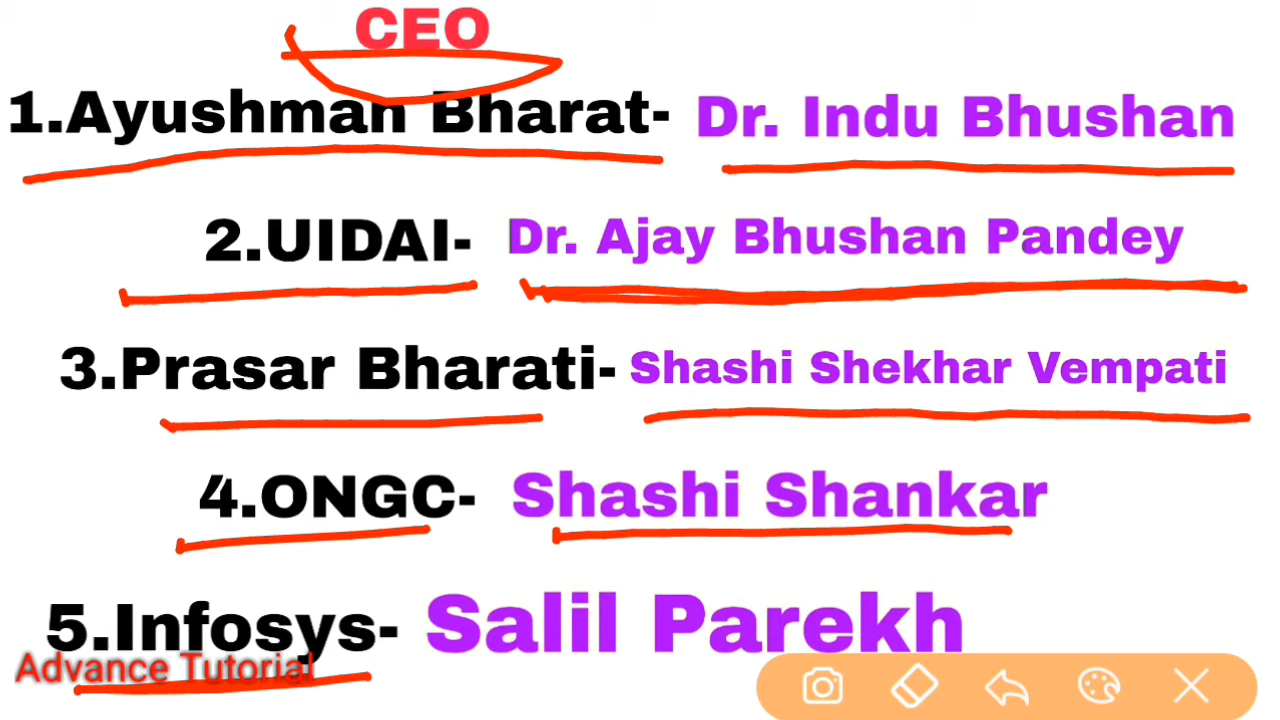 CEO
1.Ayushman Bharat- Dr. Indu Bhushan
2.UIDAI- Dr. Ajay Bhushan Pandey
3.Prasar Bharati- Shashi Shekhar Vempati
4.ONGC- Shashi Shankar
5.Infosys- Salil Parekh
Advance Tutorial